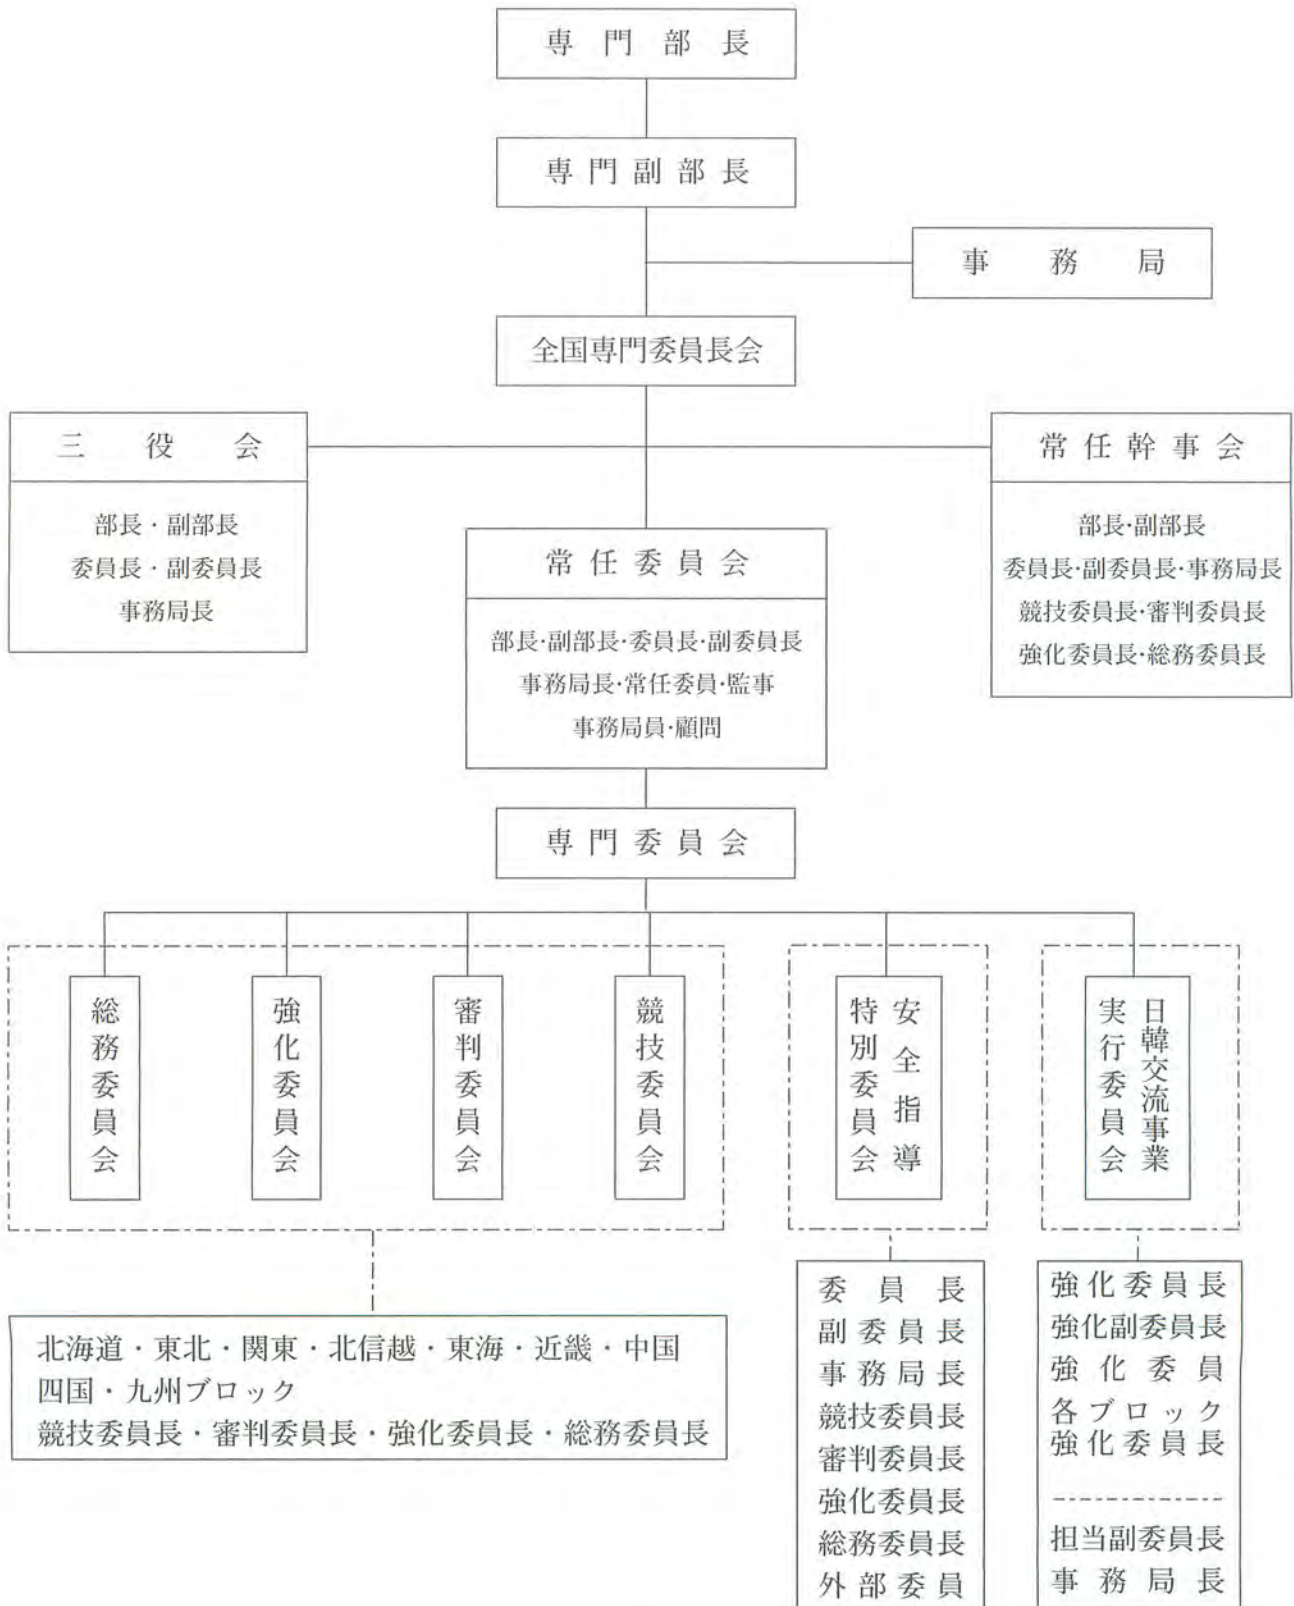 専門部長
専門副部長
事務局
全国専門委員長会
三役会
部長・副部長
委員長・副委員長
事務局長
常任幹事会
部長・副部長
委員長・副委員長・事務局長
競技委員長・審判委員長
強化委員長・総務委員長
常任委員会
部長・副部長・委員長・副委員長
事務局長・常任委員・監事
事務局員・顧問
専門委員会
総務委員会
強化委員会
審判委員会
競技委員会
安全指導
特別委員会
日韓交流事業
実行委員会
北海道・東北・関東・北信越・東海・近畿・中国
四国・九州ブロック
競技委員長・審判委員長・強化委員長・総務委員長
委員長
副委員長
事務局長
競技委員長
審判委員長
強化委員長
総務委員長
外部委員
強化委員長
強化副委員長
強化委員
各ブロック
強化委員長
担当副委員長
事務局長